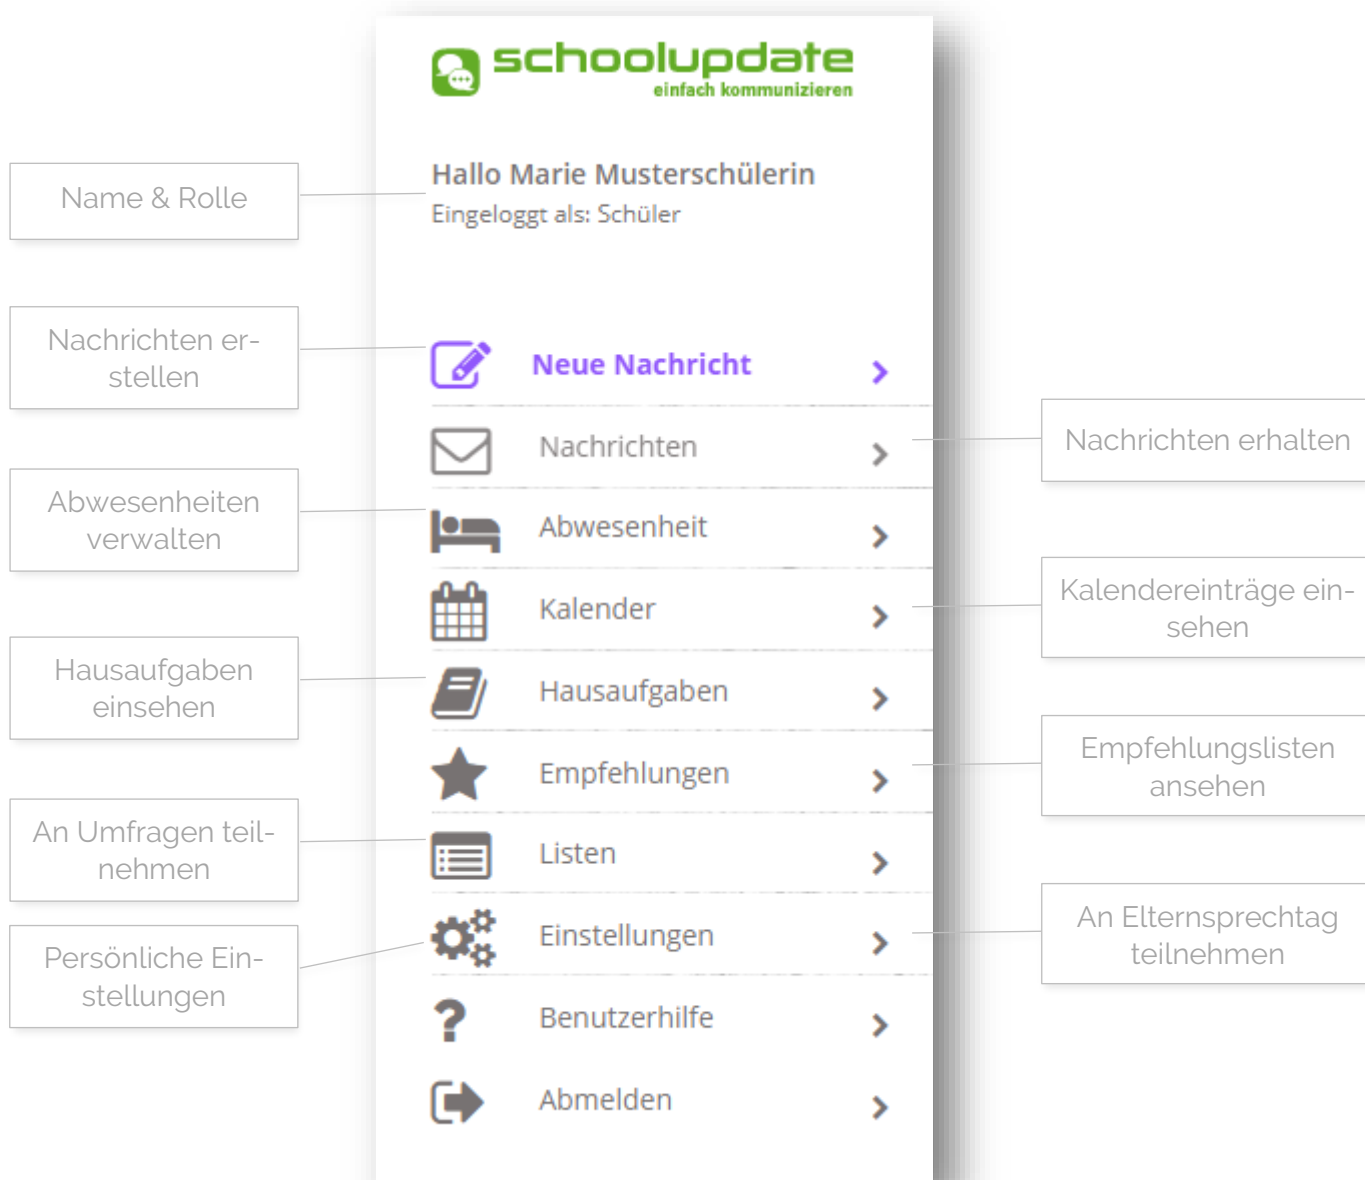 schoolupdate
einfach kommunizieren
Name & Rolle
Hallo Marie Musterschülerin
Eingeloggt als: Schüler
Nachrichten er-
stellen
Neue Nachricht
Nachrichten
Nachrichten erhalten
Abwesenheiten
verwalten
Abwesenheit
Kalender
Kalendereinträge ein-
sehen
Hausaufgaben
einsehen
Hausaufgaben
Empfehlungen
Empfehlungslisten
ansehen
An Umfragen teil-
nehmen
Listen
Persönliche Ein-
stellungen
Einstellungen
An Elternsprechtag
teilnehmen
Benutzerhilfe
Abmelden